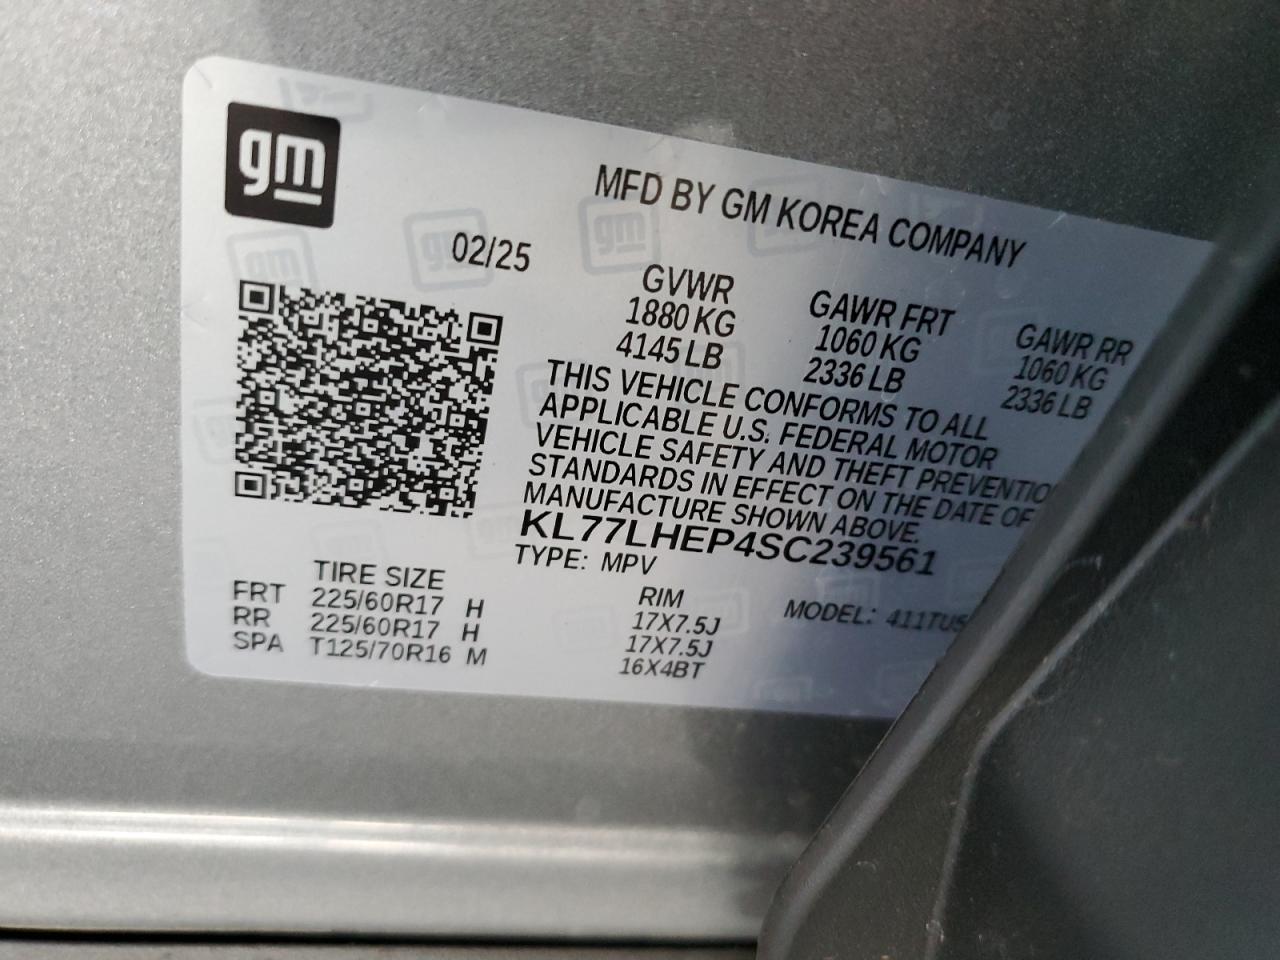 gm
MFD BY GM KOREA COMPANY
02/25
GVWR GAWR FRT GAWR RR
1880 KG 1060 KG 1060 KG
4145 LB 2336 LB 2336 LB
THIS VEHICLE CONFORMS TO ALL
APPLICABLE U.S. FEDERAL MOTOR
VEHICLE SAFETY AND THEFT PREVENTIO
STANDARDS IN EFFECT ON THE DATE OF
MANUFACTURE SHOWN ABOVE.
KL77LHEP4SC239561
TYPE: MPV
TIRE SIZE RIM MODEL: 411TUS
FRT 225/60R17 H 17X7.5J
RR 225/60R17 H 17X7.5J
SPA T125/70R16 M 16X4BT